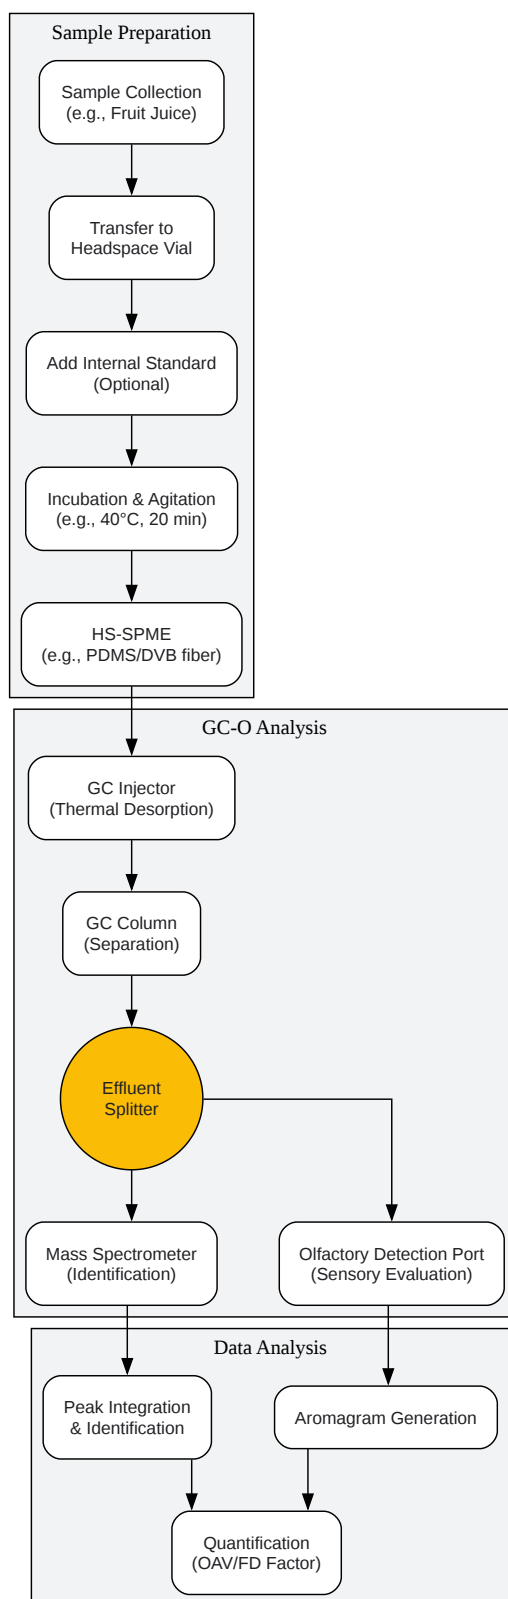 Sample Preparation
Sample Collection
(e.g., Fruit Juice)
Transfer to
Headspace Vial
Add Internal Standard
(Optional)
Incubation & Agitation
(e.g., 40°C, 20 min)
HS-SPME
(e.g., PDMS/DVB fiber)
GC-O Analysis
GC Injector
(Thermal Desorption)
GC Column
(Separation)
Effluent
Splitter
Mass Spectrometer
(Identification)
Olfactory Detection Port
(Sensory Evaluation)
Data Analysis
Peak Integration
& Identification
Aromagram Generation
Quantification
(OAV/FD Factor)